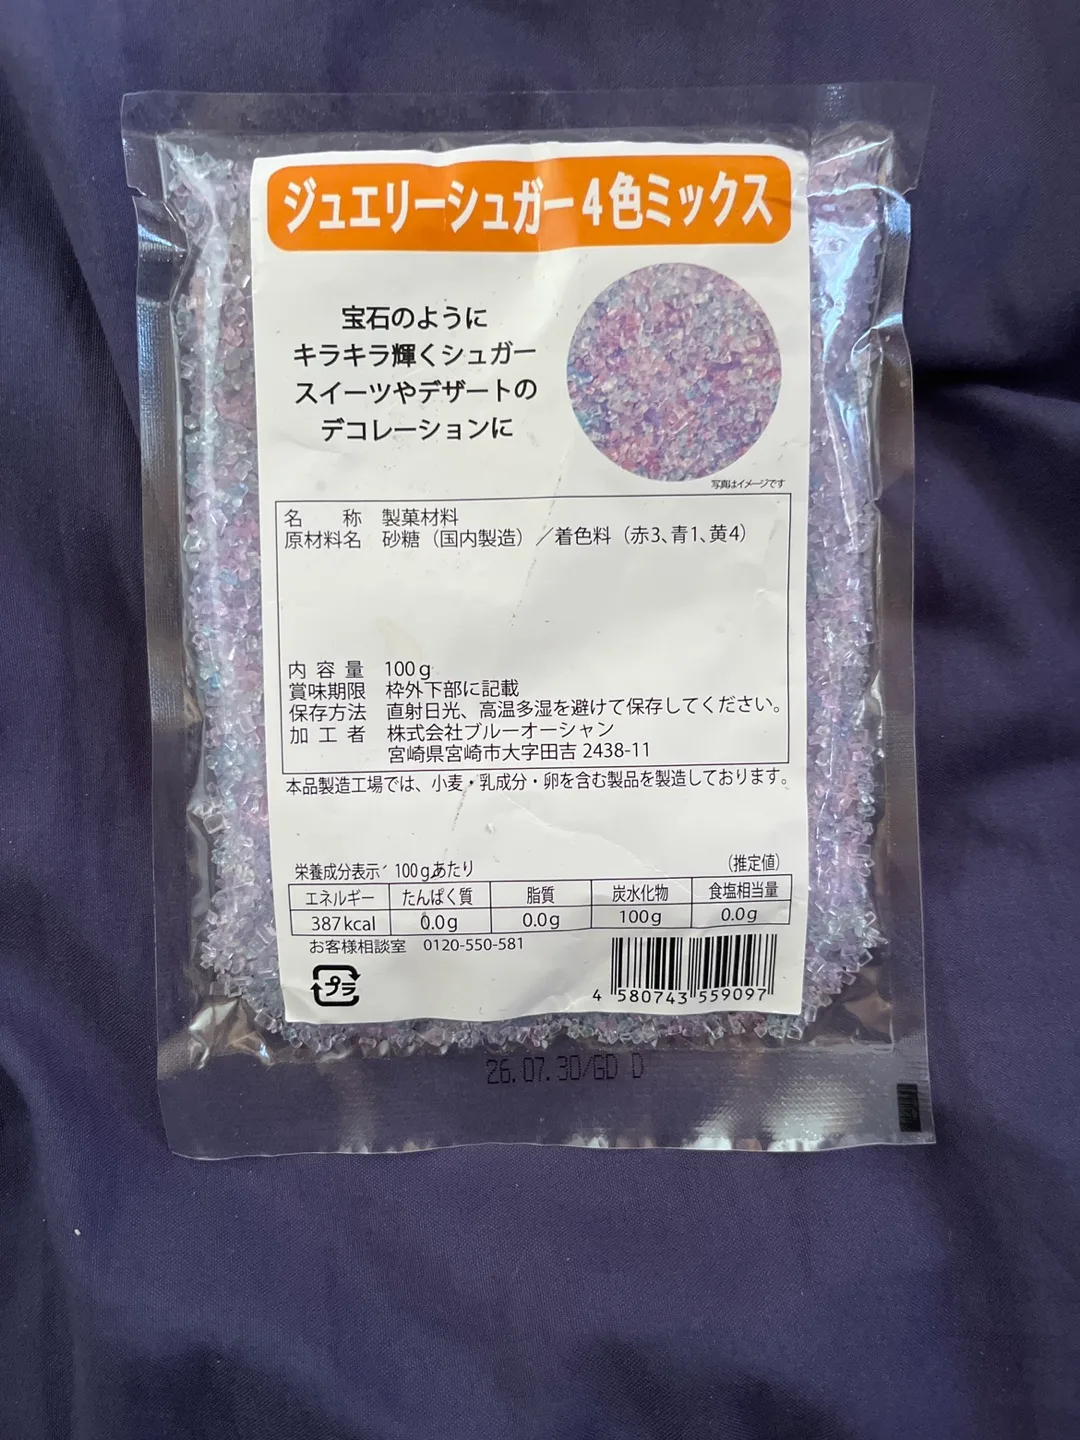 ジュエリーシュガー4色ミックス
宝石のように
キラキラ輝くシュガー
スイーツやデザートの
デコレーションに
写真はイメージです
名称 製菓材料
原材料名 砂糖（国内製造）／着色料（赤3、青1、黄4）
内容量 100g
賞味期限 枠外下部に記載
保存方法 直射日光、高温多湿を避けて保存してください。
加工者 株式会社ブルーオーシャン
宮崎県宮崎市大字田吉 2438-11
本品製造工場では、小麦・乳成分・卵を含む製品を製造しております。
栄養成分表示 100gあたり （推定値）
エネルギー たんぱく質 脂質 炭水化物 食塩相当量
387kcal 0.0g 0.0g 100g 0.0g
お客様相談室 0120-550-581
プラ
4 580743 559097
26.07.30/GD D